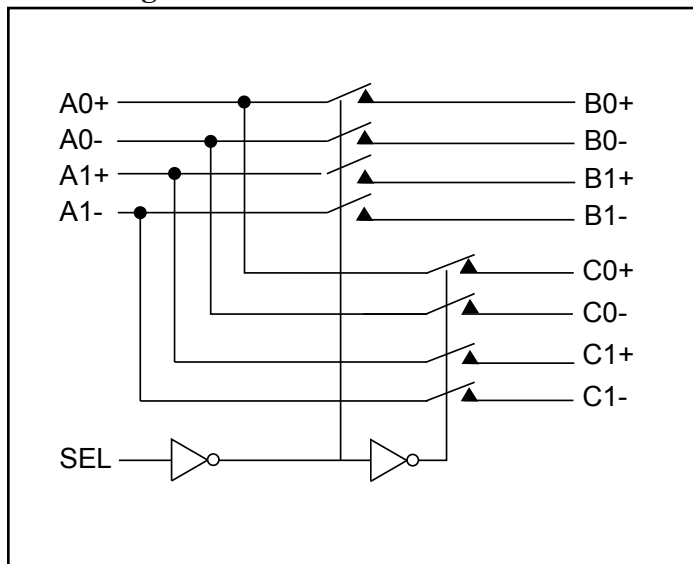 A0+
B0+
A0-
B0-
A1+
B1+
A1-
B1-
C0+
C0-
C1+
C1-
SEL